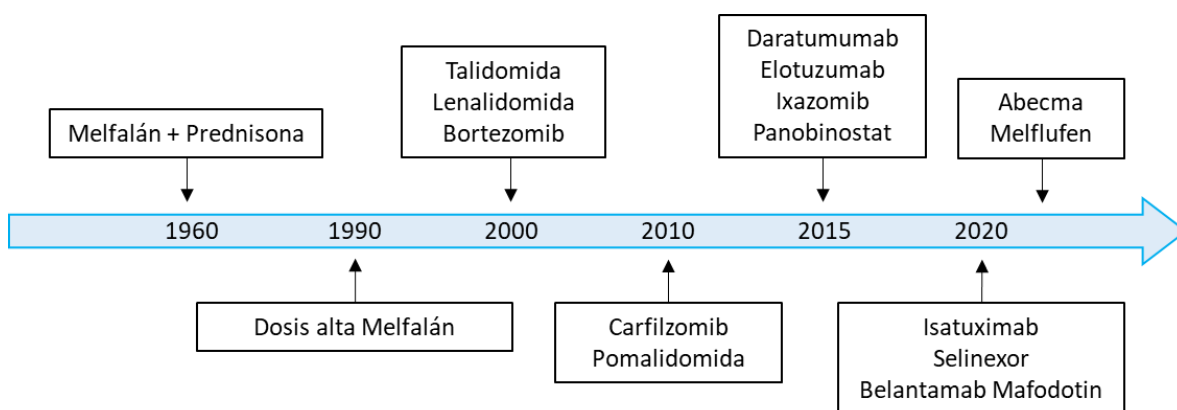 Melfalán + Prednisona
Talidomida
Lenalidomida
Bortezomib
Daratumumab
Elotuzumab
Ixazomib
Panobinostat
Abecma
Melflufen
1960 1990 2000 2010 2015 2020
Dosis alta Melfalán
Carfilzomib
Pomalidomida
Isatuximab
Selinexor
Belantamab Mafodotin